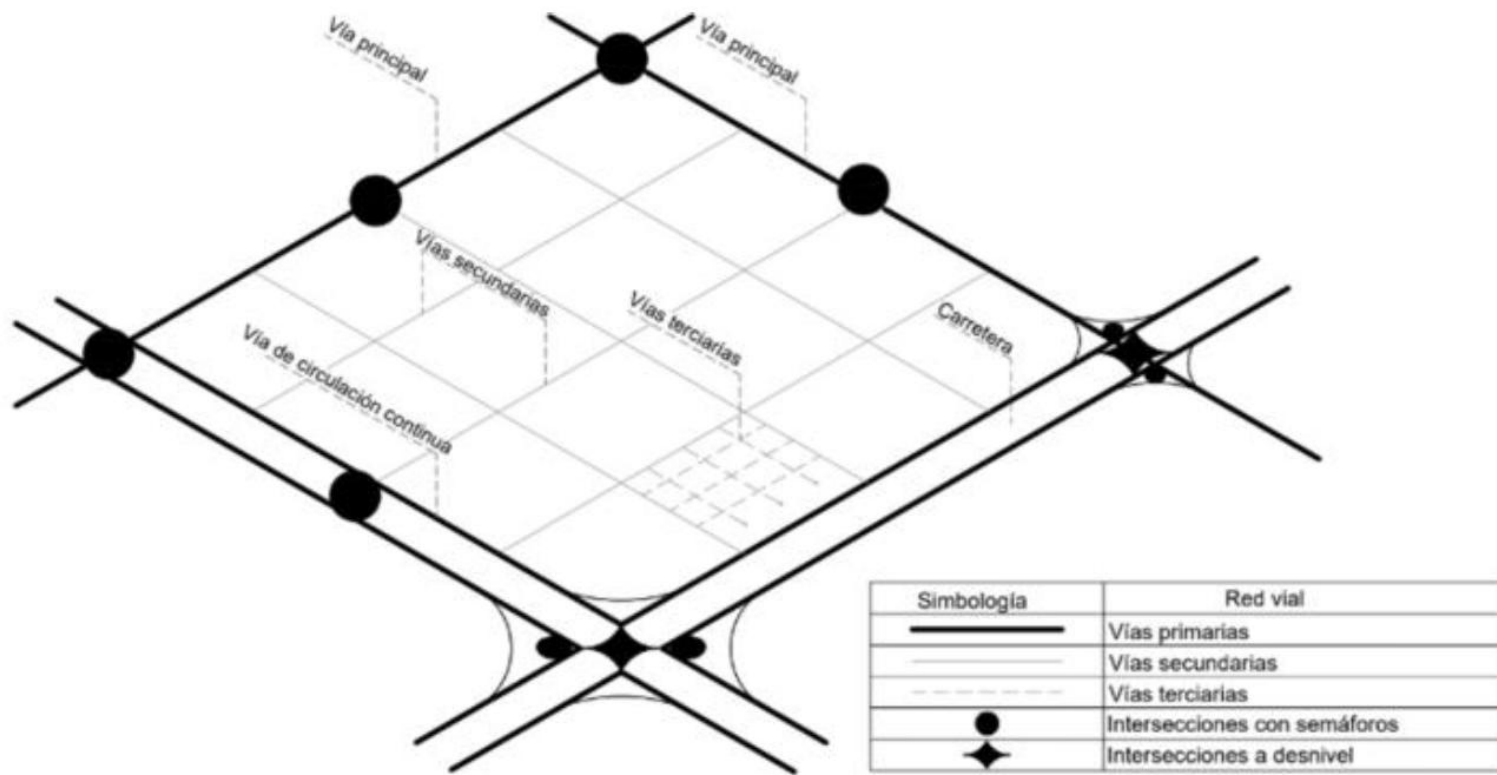 Vía principal
Vía principal
Vías secundarias
Vías terciarias
Carretera
Vía de circulación continua
Simbología Red vial
Vías primarias
Vías secundarias
Vías terciarias
Intersecciones con semáforos
Intersecciones a desnivel